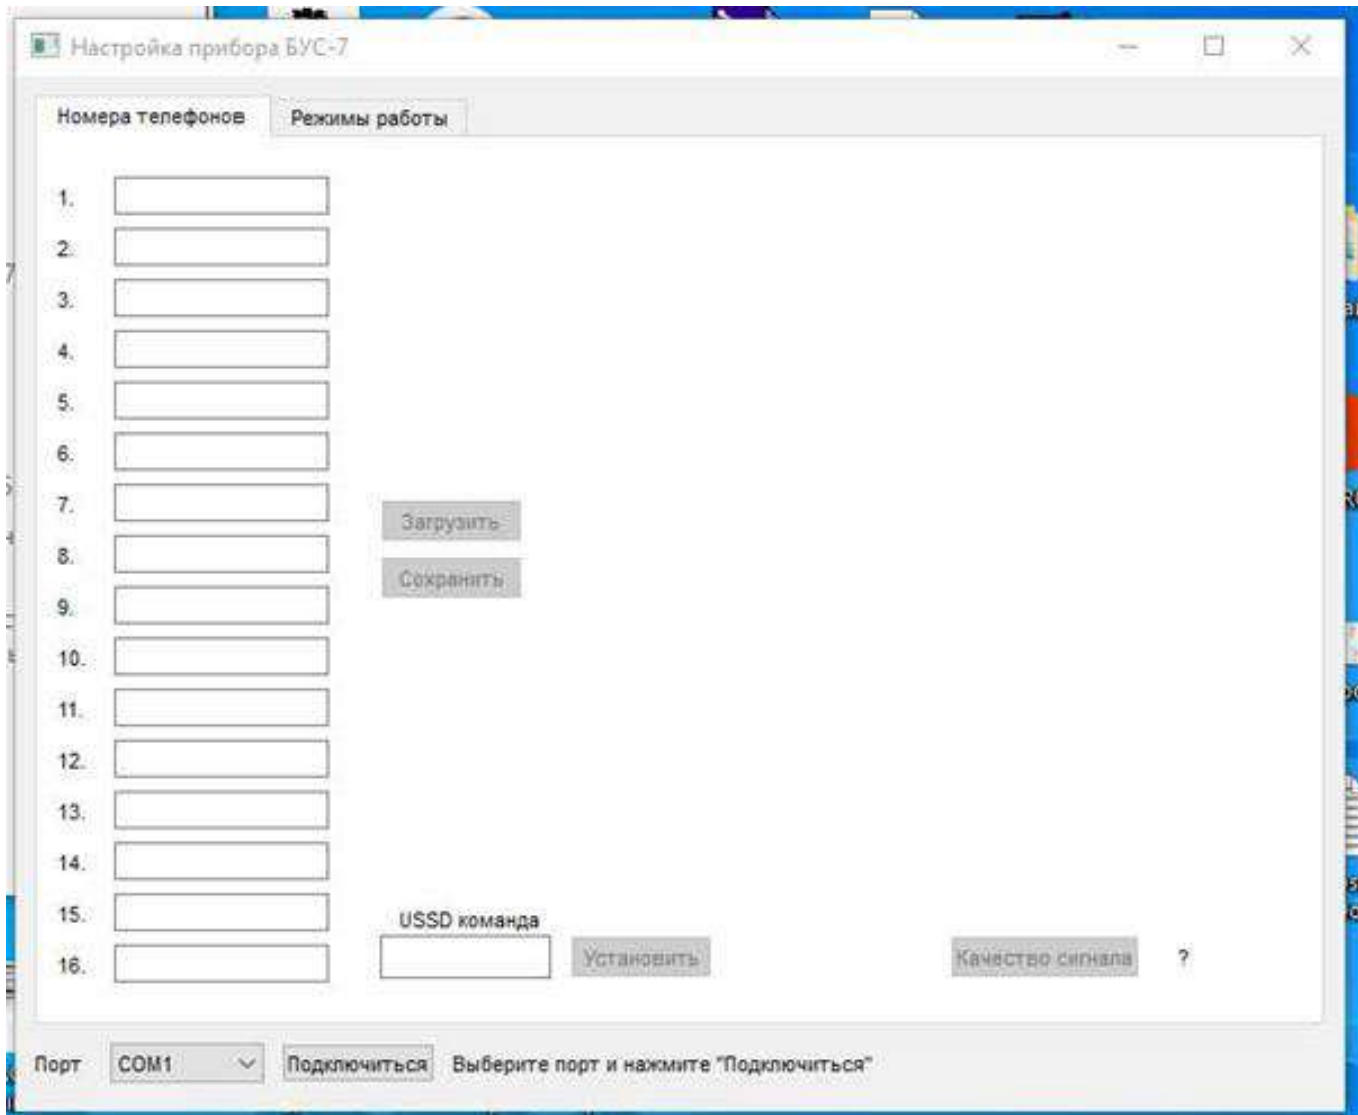 Настройка прибора БУС-7
Номера телефонов Режимы работы
1.
2.
3.
4.
5.
6.
7.
Загрузить
8.
Сохранить
9.
10.
11.
12.
13.
14.
15.
USSD команда
16.
Установить Качество сигнала ?
Порт COM1 Подключиться Выберите порт и нажмите "Подключиться"